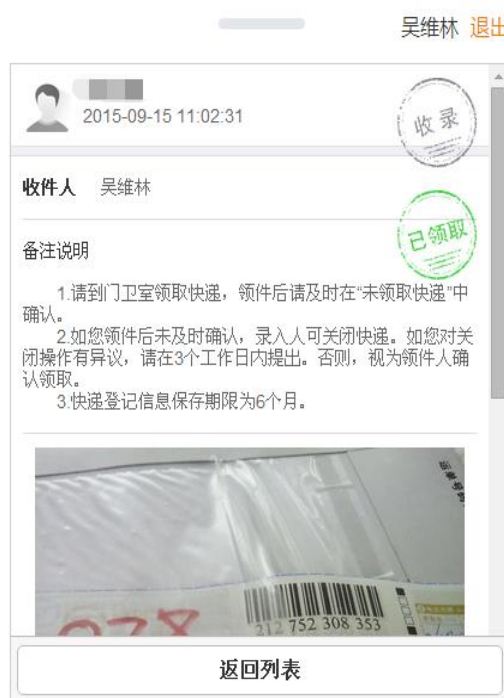 吴维林 退出
2015-09-15 11:02:31
收录
收件人 吴维林
已领取
备注说明
1.请到门卫室领取快递，领件后请及时在“未领取快递”中
确认。
2.如您领件后未及时确认，录入人可关闭快递。如您对关
闭操作有异议，请在3个工作日内提出。否则，视为领件人确
认领取。
3.快递登记信息保存期限为6个月。
212 752 308 353
返回列表